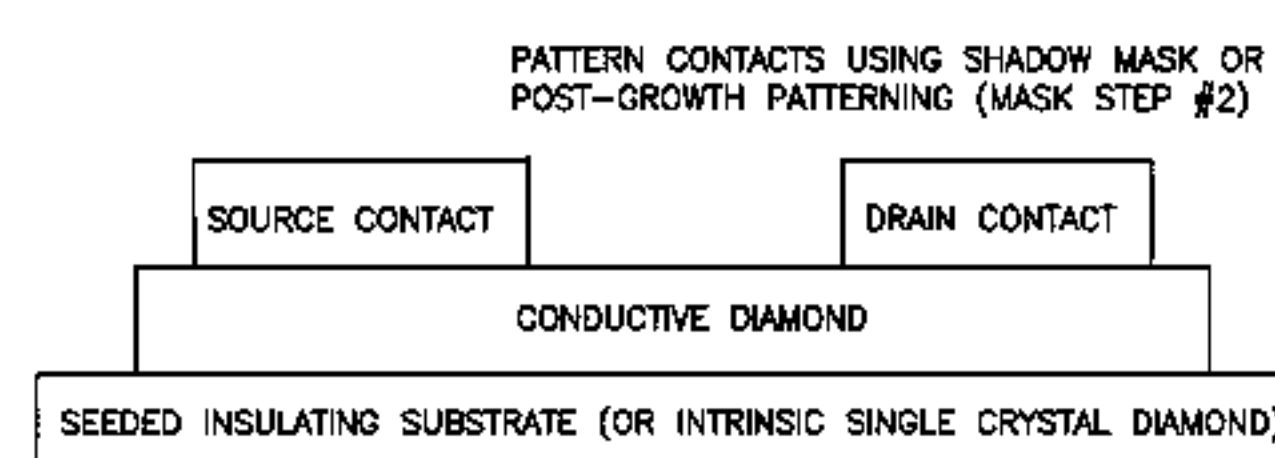 PATTERN CONTACTS USING SHADOW MASK OR
POST-GROWTH PATTERNING (MASK STEP #2)
SOURCE CONTACT
DRAIN CONTACT
CONDUCTIVE DIAMOND
SEEDED INSULATING SUBSTRATE (OR INTRINSIC SINGLE CRYSTAL DIAMOND)